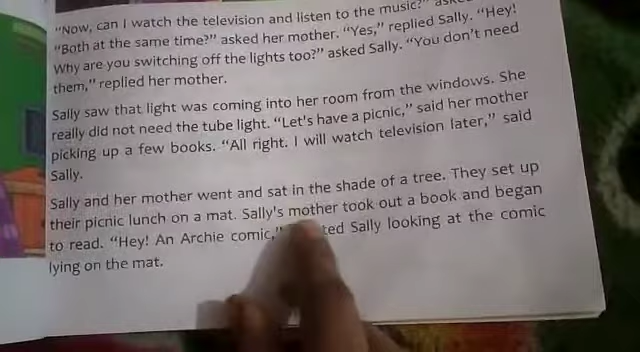 "Now, can I watch the television and listen to the music?" asked
"Both at the same time?" asked her mother. "Yes," replied Sally. "Hey!
Why are you switching off the lights too?" asked Sally. "You don't need
them," replied her mother.
Sally saw that light was coming into her room from the windows. She
really did not need the tube light. "Let's have a picnic," said her mother
picking up a few books. "All right. I will watch television later," said
Sally.
Sally and her mother went and sat in the shade of a tree. They set up
their picnic lunch on a mat. Sally's mother took out a book and began
to read. "Hey! An Archie comic," Sally looking at the comic
lying on the mat.